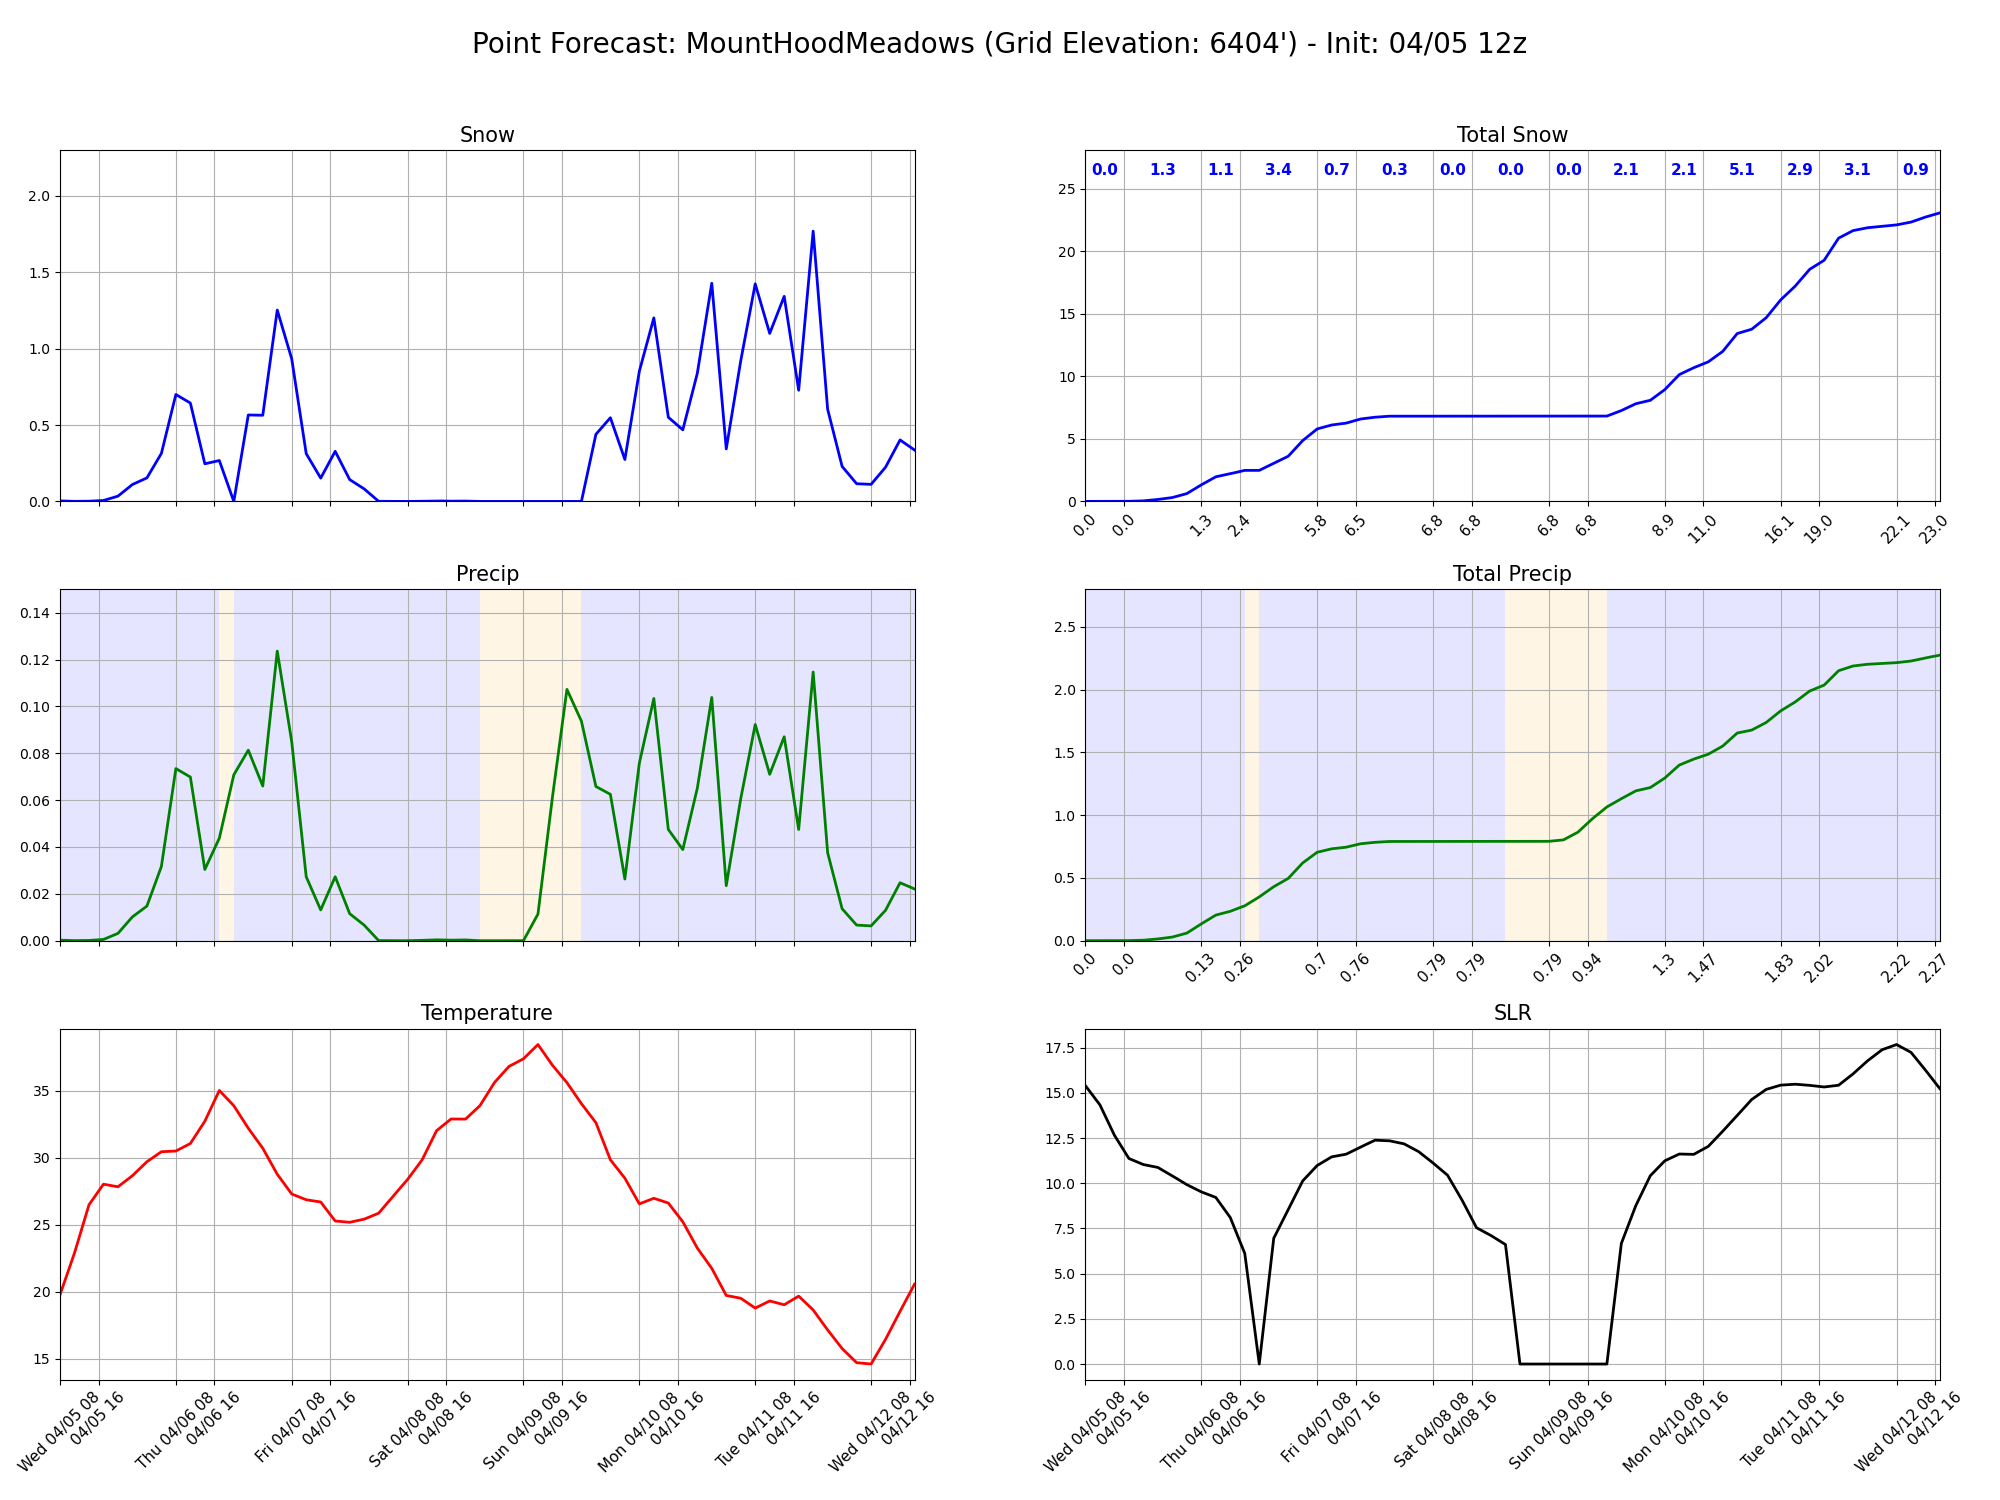 Point Forecast: MountHoodMeadows (Grid Elevation: 6404') - Init: 04/05 12z
Snow
2.0
1.5
1.0
0.5
0.0
Total Snow
0.0 1.3 1.1 3.4 0.7 0.3 0.0 0.0 0.0 2.1 2.1 5.1 2.9 3.1 0.9
25
20
15
10
5
0
0.0 0.0 1.3 2.4 5.8 6.5 6.8 6.8 6.8 6.8 8.9 11.0 16.1 19.0 22.1 23.0
Precip
0.14
0.12
0.10
0.08
0.06
0.04
0.02
0.00
Total Precip
2.5
2.0
1.5
1.0
0.5
0.0
0.0 0.0 0.13 0.26 0.7 0.76 0.79 0.79 0.79 0.94 1.3 1.47 1.83 2.02 2.22 2.27
Temperature
35
30
25
20
15
Wed 04/05 08
04/05 16
Thu 04/06 08
04/06 16
Fri 04/07 08
04/07 16
Sat 04/08 08
04/08 16
Sun 04/09 08
04/09 16
Mon 04/10 08
04/10 16
Tue 04/11 08
04/11 16
Wed 04/12 08
04/12 16
SLR
17.5
15.0
12.5
10.0
7.5
5.0
2.5
0.0
Wed 04/05 08
04/05 16
Thu 04/06 08
04/06 16
Fri 04/07 08
04/07 16
Sat 04/08 08
04/08 16
Sun 04/09 08
04/09 16
Mon 04/10 08
04/10 16
Tue 04/11 08
04/11 16
Wed 04/12 08
04/12 16